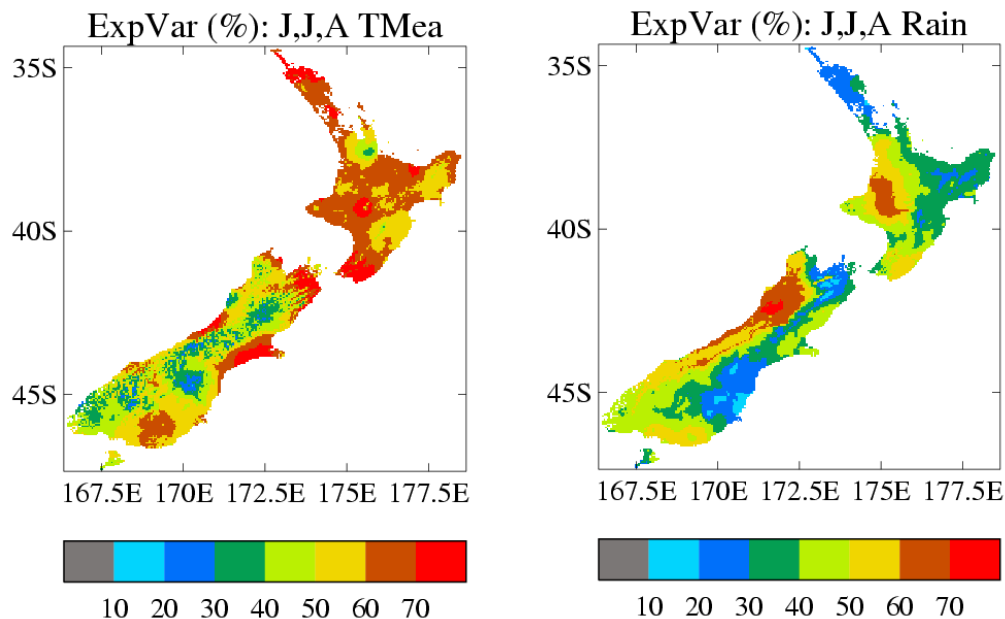 ExpVar (%): J,J,A TMea
35S
40S
45S
167.5E 170E 172.5E 175E 177.5E
10 20 30 40 50 60 70
ExpVar (%): J,J,A Rain
35S
40S
45S
167.5E 170E 172.5E 175E 177.5E
10 20 30 40 50 60 70